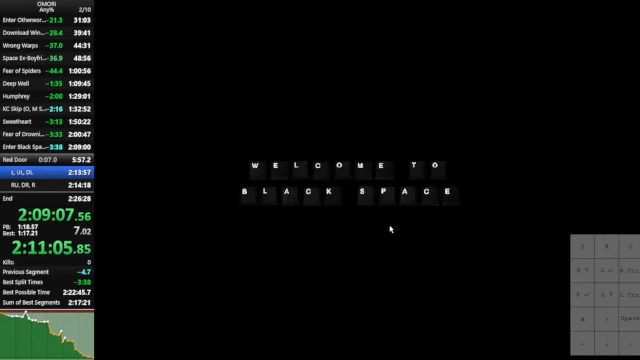 OMORI
Any% 2/10
Enter Otherwor... -21.3 31:03
Download Win... -28.4 39:41
Wrong Warps -37.0 44:31
Space Ex-Boyfri... -36.9 48:56
Fear of Spiders -44.4 1:00:56
Deep Well -1:35 1:09:45
Humphrey -2:00 1:29:01
KC Skip (O, M S... -2:16 1:32:52
Sweetheart -3:13 1:50:22
Fear of Drowni... -3:33 2:00:47
Enter Black Spa... -3:38 2:09:00
Red Door 0:07.0 5:57.2
L, UL, DL 2:13:57
RU, DR, R 2:14:18
End 2:26:28
2:09:07.56
PB: 1:18.57
Best: 1:17.21 7.02
2:11:05.85
Kills: 0
Previous Segment -4.7
Best Split Times -3:38
Best Possible Time 2:22:45.7
Sum of Best Segments 2:17:21
WELCOME TO
BLACK SPACE
Space